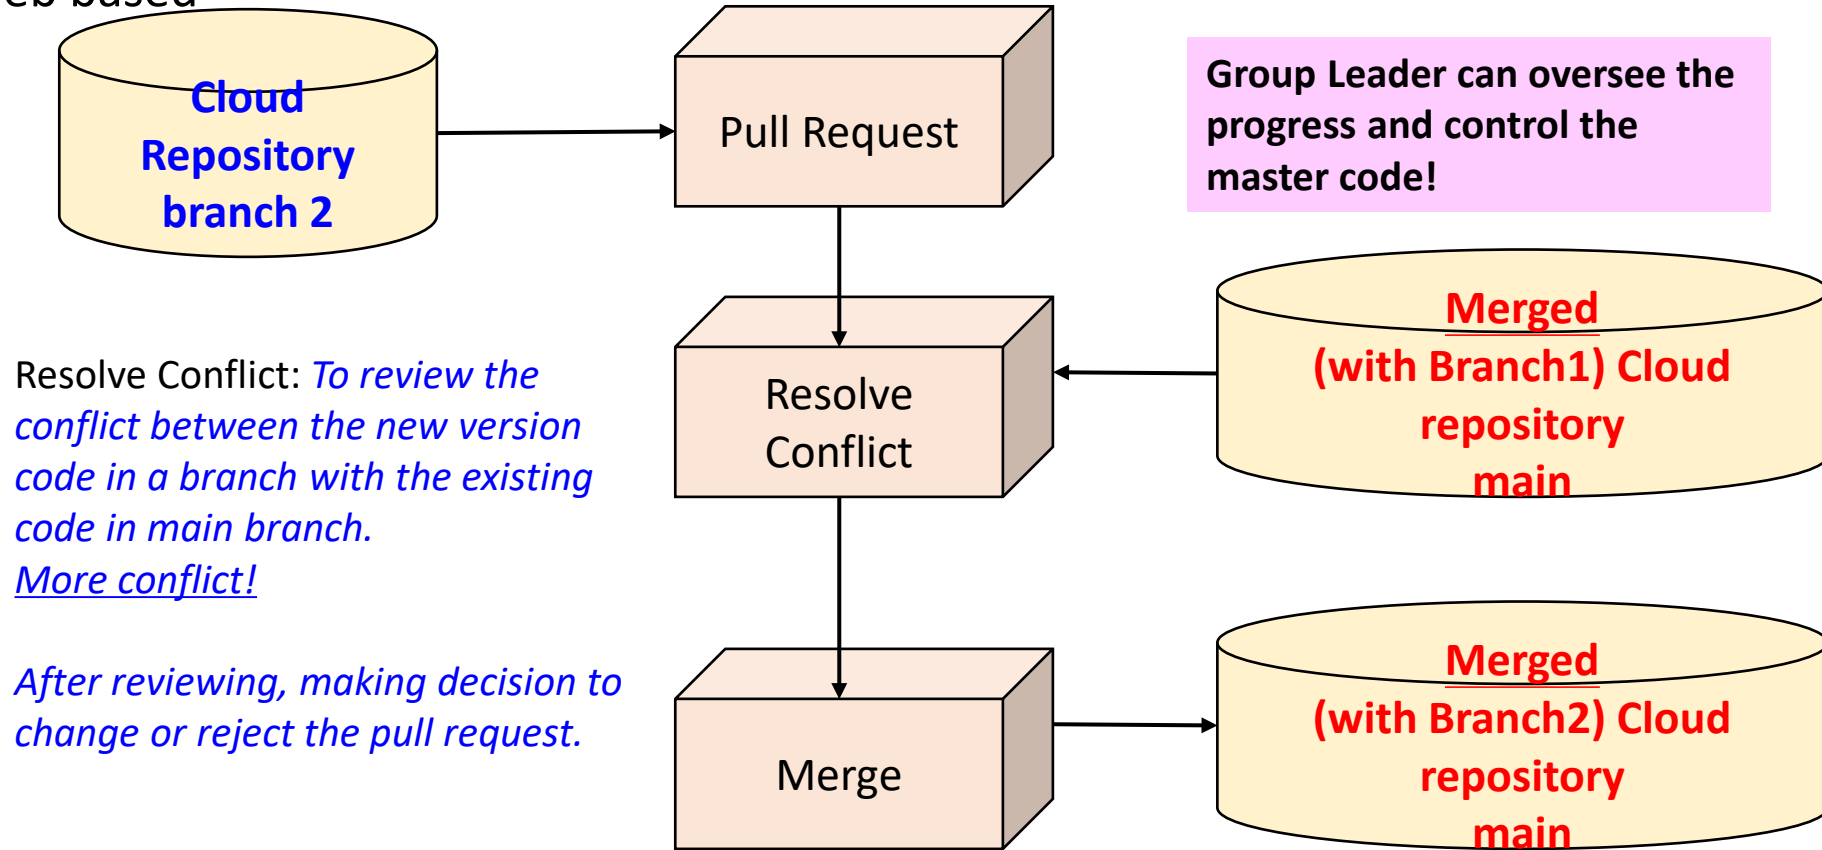 eb based
Cloud
Repository
branch 2
Pull Request
Group Leader can oversee the
progress and control the
master code!
Resolve Conflict: To review the
conflict between the new version
code in a branch with the existing
code in main branch.
More conflict!
After reviewing, making decision to
change or reject the pull request.
Resolve
Conflict
Merged
(with Branch1) Cloud
repository
main
Merge
Merged
(with Branch2) Cloud
repository
main